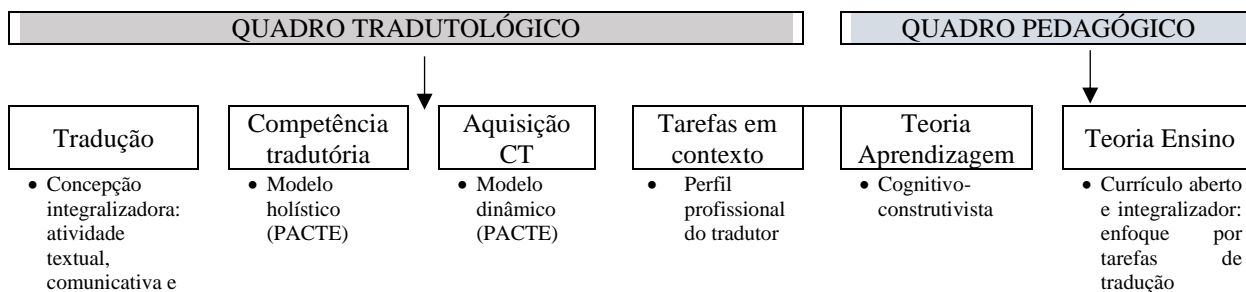 QUADRO TRADUTOLÓGICO
QUADRO PEDAGÓGICO
Tradução
Competência
tradutória
Aquisição
CT
Tarefas em
contexto
Teoria
Aprendizagem
Teoria Ensino
• Concepção
integralizadora:
atividade
textual,
comunicativa e
• Modelo
holístico
(PACTE)
• Modelo
dinâmico
(PACTE)
• Perfil
profissional
do tradutor
• Cognitivo-
construtivista
• Currículo aberto
e integralizador:
enfoque por
tarefas de
tradução